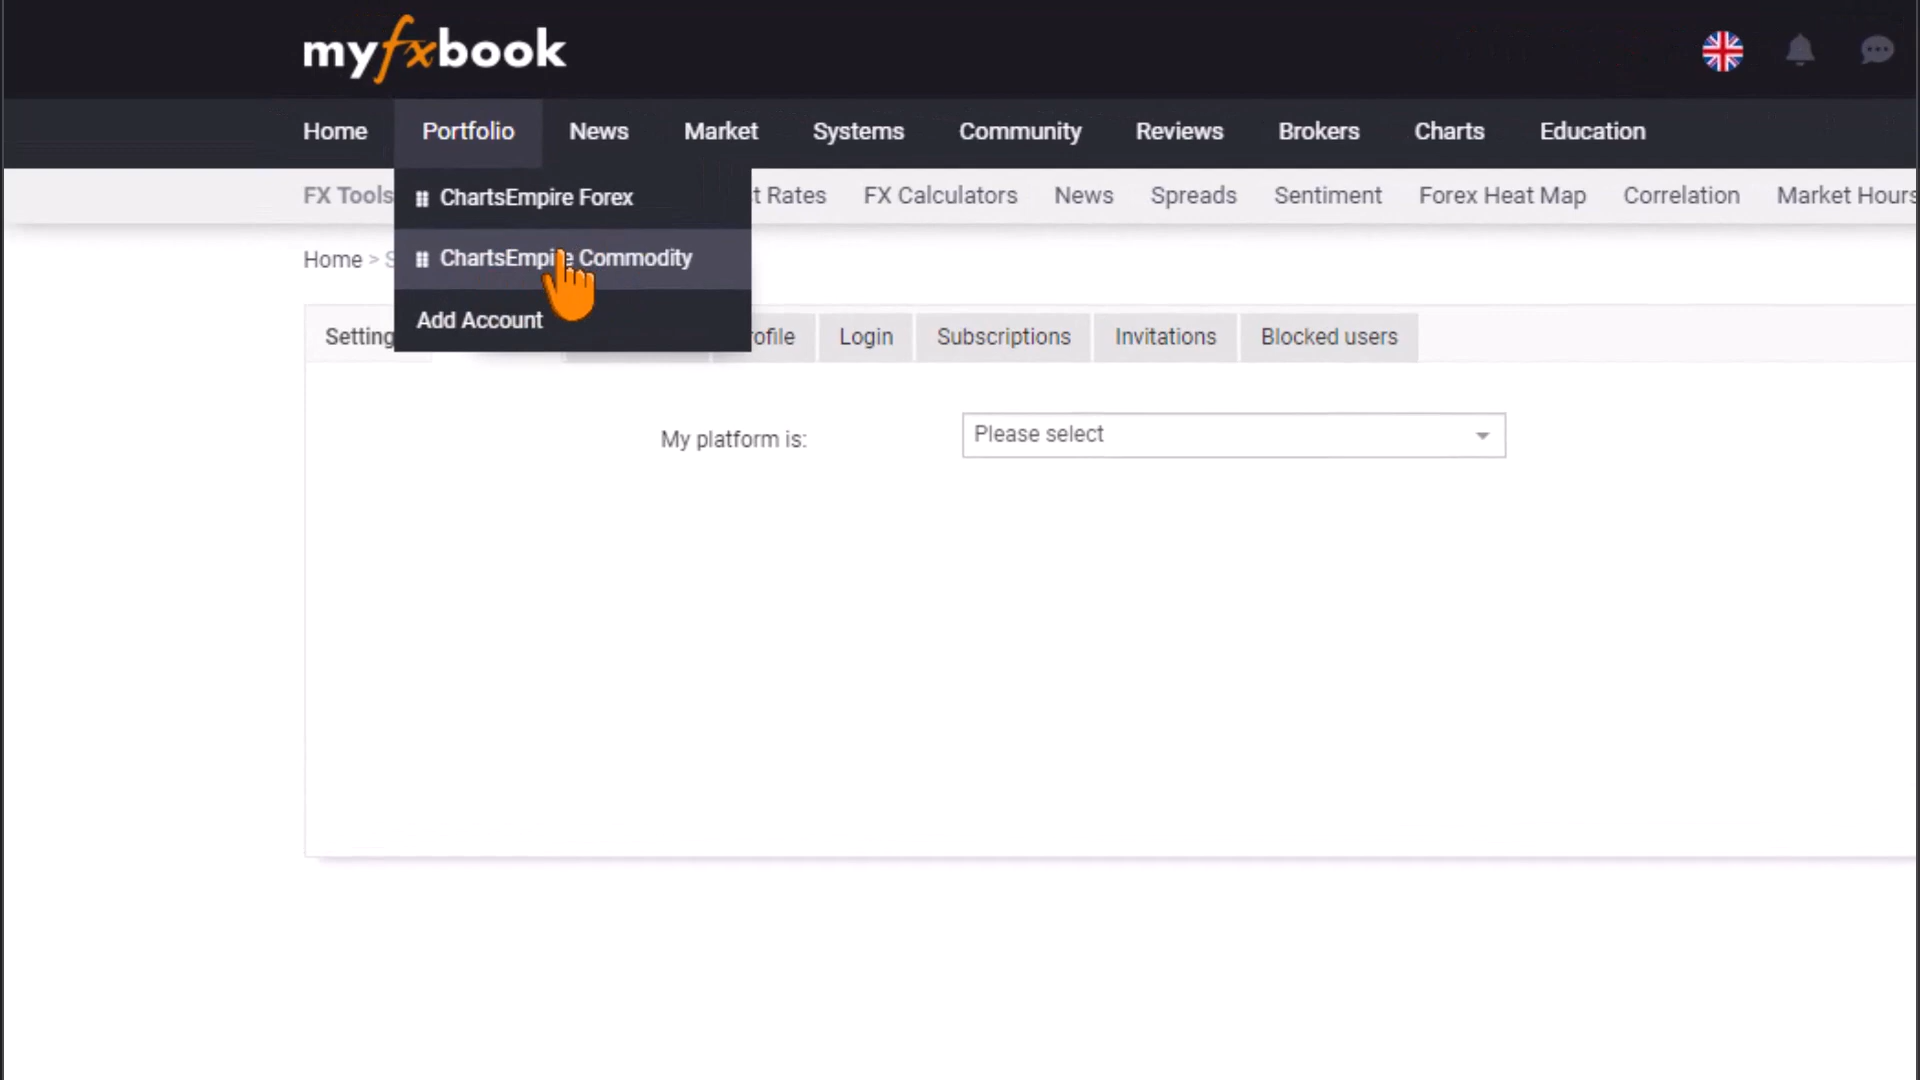 myfxbook
Home Portfolio News Market Systems Community Reviews Brokers Charts Education
FX Tools t Rates FX Calculators News Spreads Sentiment Forex Heat Map Correlation Market Hours
ChartsEmpire Forex
Home >
ChartsEmpire Commodity
Add Account
Setting ofile Login Subscriptions Invitations Blocked users
My platform is: Please select